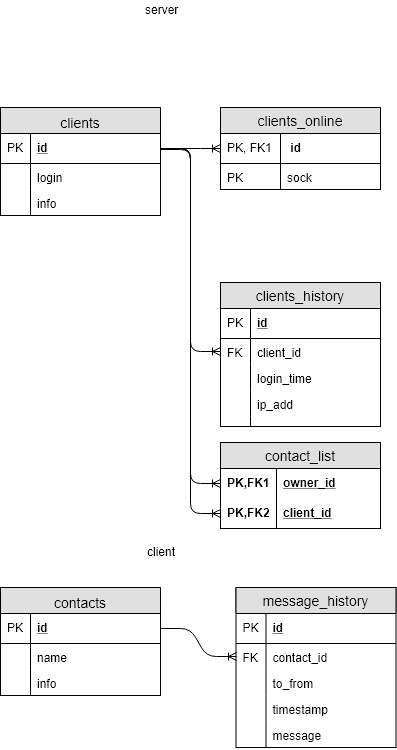 server
clients
PK id
login
info
clients_online
PK, FK1 id
PK sock
clients_history
PK id
FK client_id
login_time
ip_add
contact_list
PK,FK1 owner_id
PK,FK2 client_id
client
contacts
PK id
name
info
message_history
PK id
FK contact_id
to_from
timestamp
message